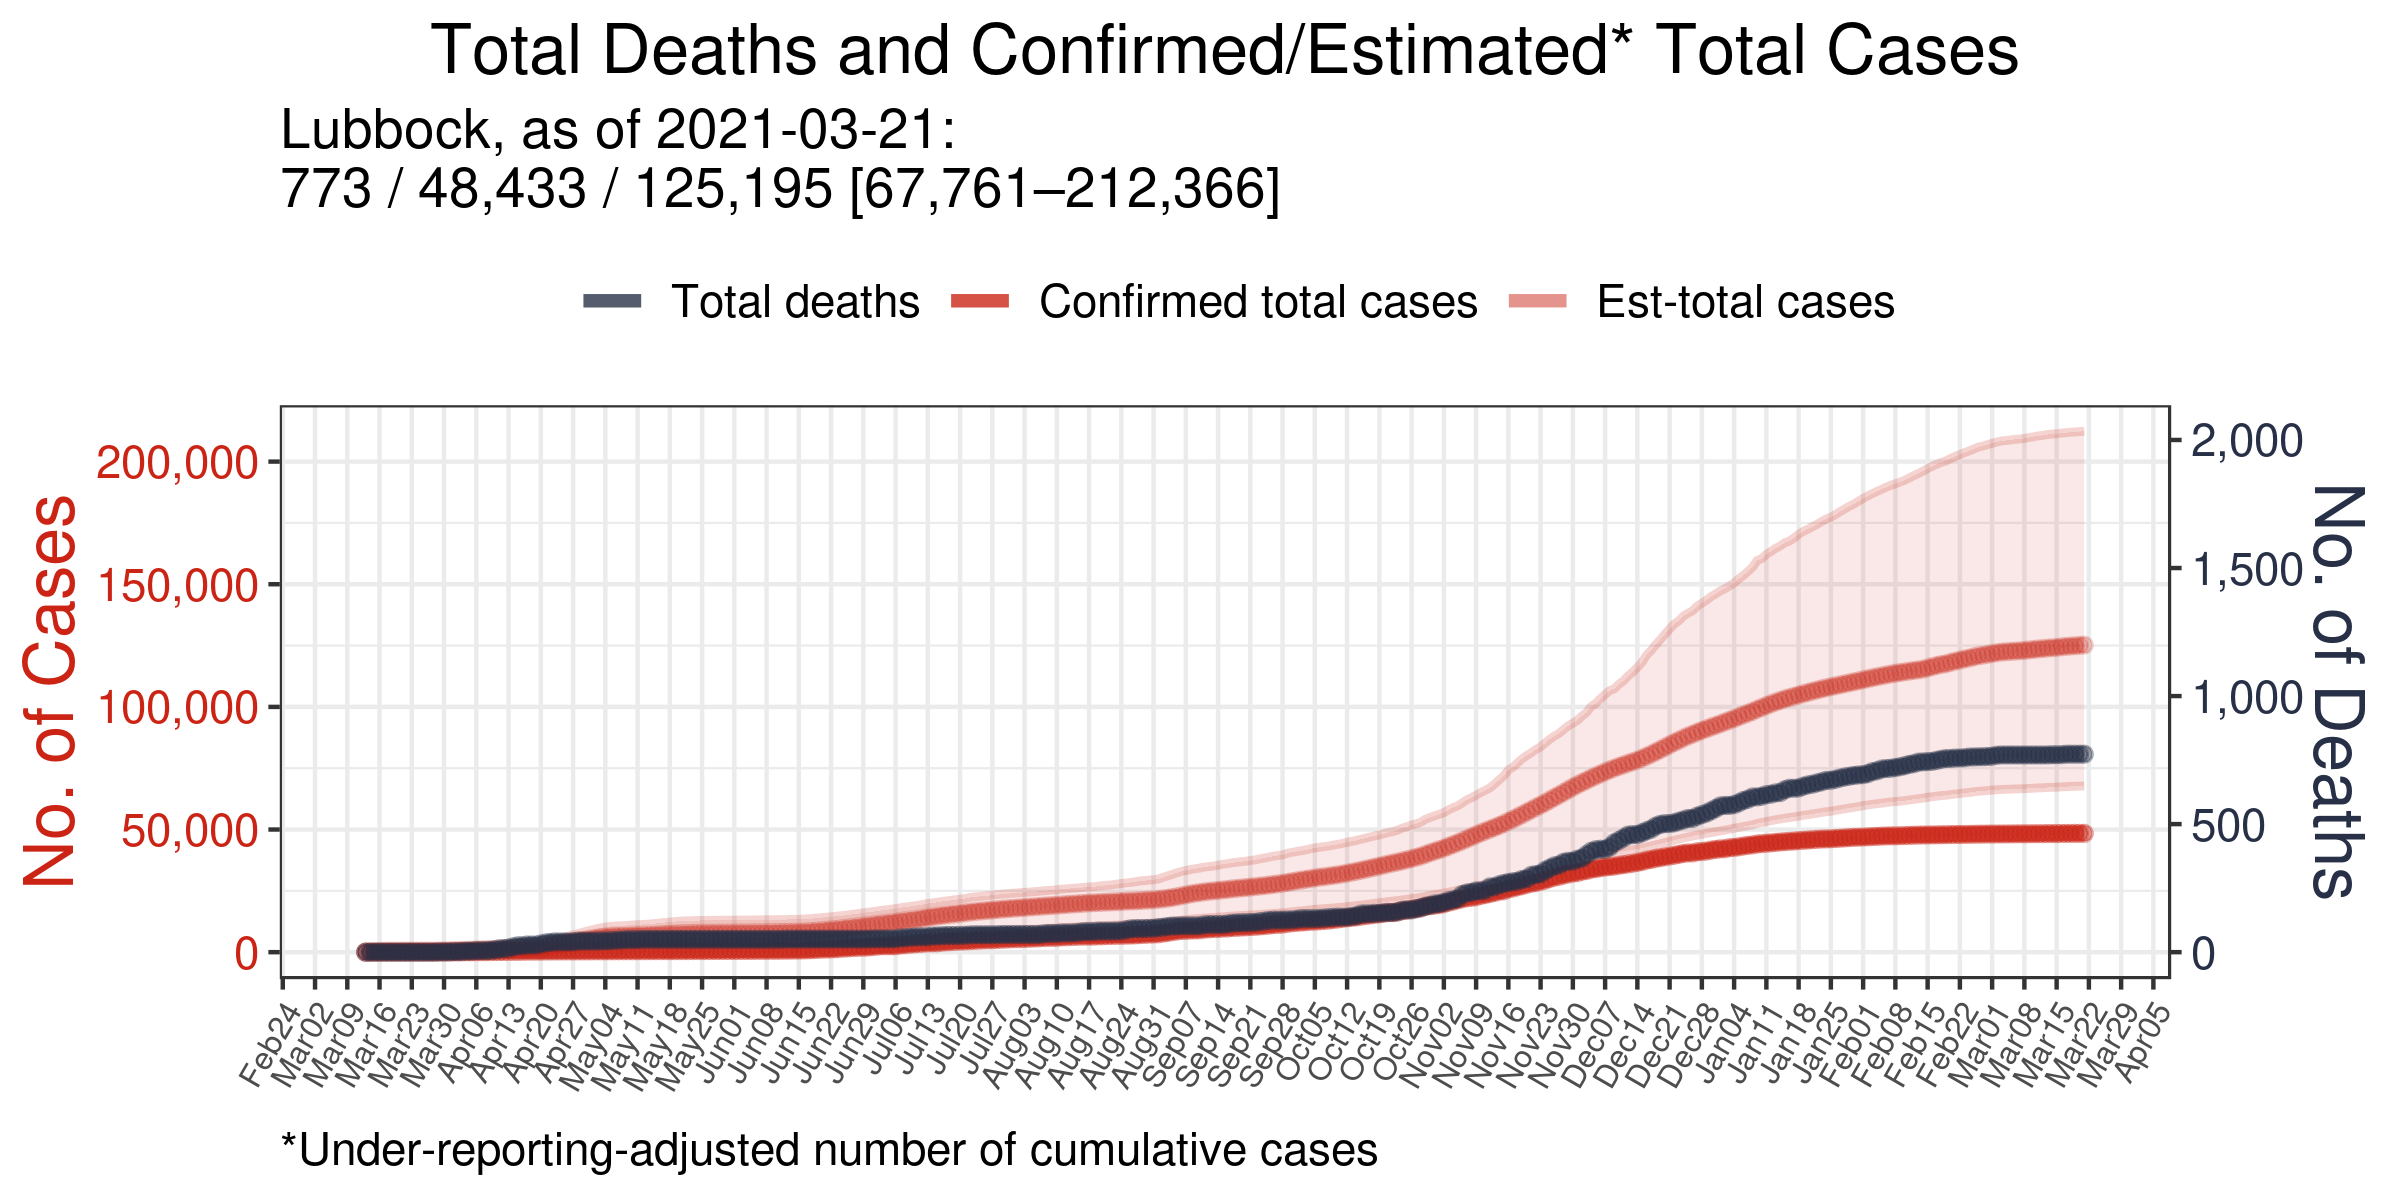 Total Deaths and Confirmed/Estimated* Total Cases
Lubbock, as of 2021-03-21:
773 / 48,433 / 125,195 [67,761–212,366]
Total deaths
Confirmed total cases
Est-total cases
No. of Cases
200,000
150,000
100,000
50,000
0
2,000
1,500
1,000
500
0
No. of Deaths
Feb24
Mar02
Mar09
Mar16
Mar23
Mar30
Apr06
Apr13
Apr20
Apr27
May04
May11
May18
May25
Jun01
Jun08
Jun15
Jun22
Jun29
Jul06
Jul13
Jul20
Jul27
Aug03
Aug10
Aug17
Aug24
Aug31
Sep07
Sep14
Sep21
Sep28
Oct05
Oct12
Oct19
Oct26
Nov02
Nov09
Nov16
Nov23
Nov30
Dec07
Dec14
Dec21
Dec28
Jan04
Jan11
Jan18
Jan25
Feb01
Feb08
Feb15
Feb22
Mar01
Mar08
Mar15
Mar22
Mar29
Apr05
*Under-reporting-adjusted number of cumulative cases